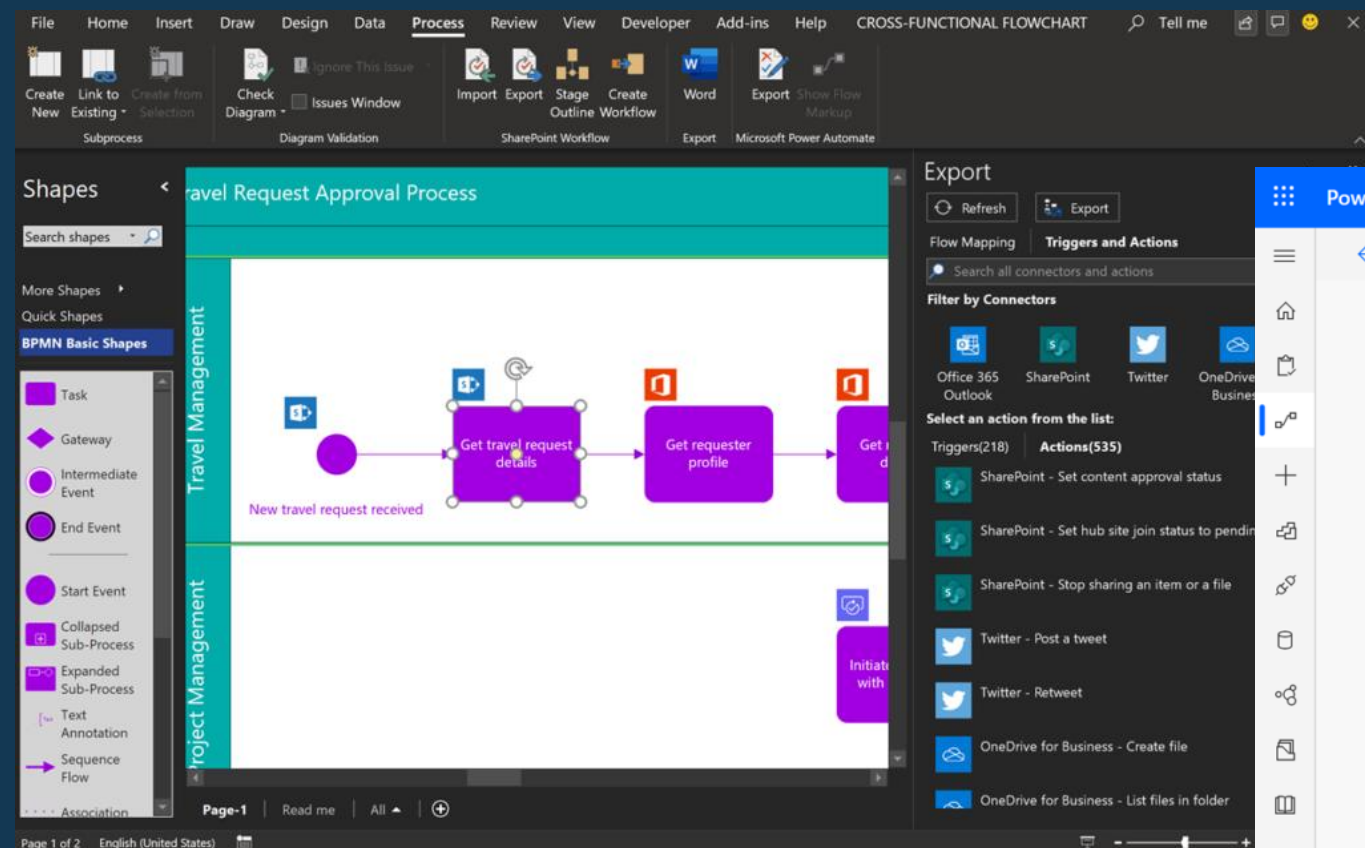 File Home Insert Draw Design Data Process Review View Developer Add-ins Help CROSS-FUNCTIONAL FLOWCHART Tell me
Create New
Link to Existing
Create from Selection
Subprocess
Check Diagram
Ignore This Issue
Issues Window
Diagram Validation
Import
Export
Stage Outline
Create Workflow
SharePoint Workflow
Word
Export
Export
Show Flow Markup
Microsoft Power Automate
Shapes
Search shapes
More Shapes
Quick Shapes
BPMN Basic Shapes
Task
Gateway
Intermediate
Event
End Event
Start Event
Collapsed
Sub-Process
Expanded
Sub-Process
Text
Annotation
Sequence
Flow
Association
ravel Request Approval Process
Travel Management
New travel request received
Get travel request
details
Get requester
profile
Get
Project Management
Initiate
with
Page-1 Read me All
Page 1 of 2 English (United States)
Export
Refresh Export
Flow Mapping Triggers and Actions
Search all connectors and actions
Filter by Connectors
Office 365
Outlook
SharePoint
Twitter
OneDrive
Busines
Select an action from the list:
Triggers(218) Actions(535)
SharePoint - Set content approval status
SharePoint - Set hub site join status to pendin
SharePoint - Stop sharing an item or a file
Twitter - Post a tweet
Twitter - Retweet
OneDrive for Business - Create file
OneDrive for Business - List files in folder
Pow